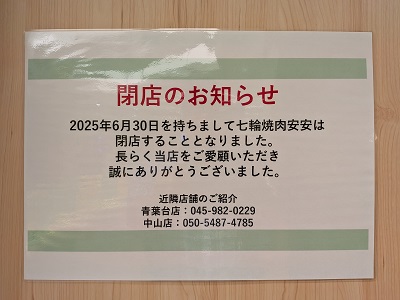 閉店のお知らせ
2025年6月30日を持ちまして七輪焼肉安安は
閉店することとなりました。
長らく当店をご愛顧いただき
誠にありがとうございました。
近隣店舗のご紹介
青葉台店：045-982-0229
中山店：050-5487-4785